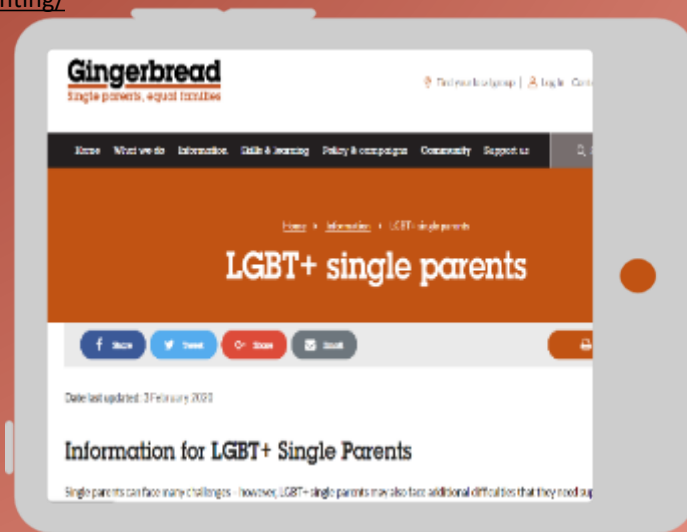 nting/
Gingerbread
Single parents, equal families
Find your local group | Log In
Home What we do Information Skills & learning Policy & campaigns Community Support us
Home Information LGBT+ single parents
LGBT+ single parents
Share Tweet Share Email
Date last updated: 3 February 2020
Information for LGBT+ Single Parents
Single parents can face many challenges - however, LGBT+ single parents may also face additional difficulties that they need